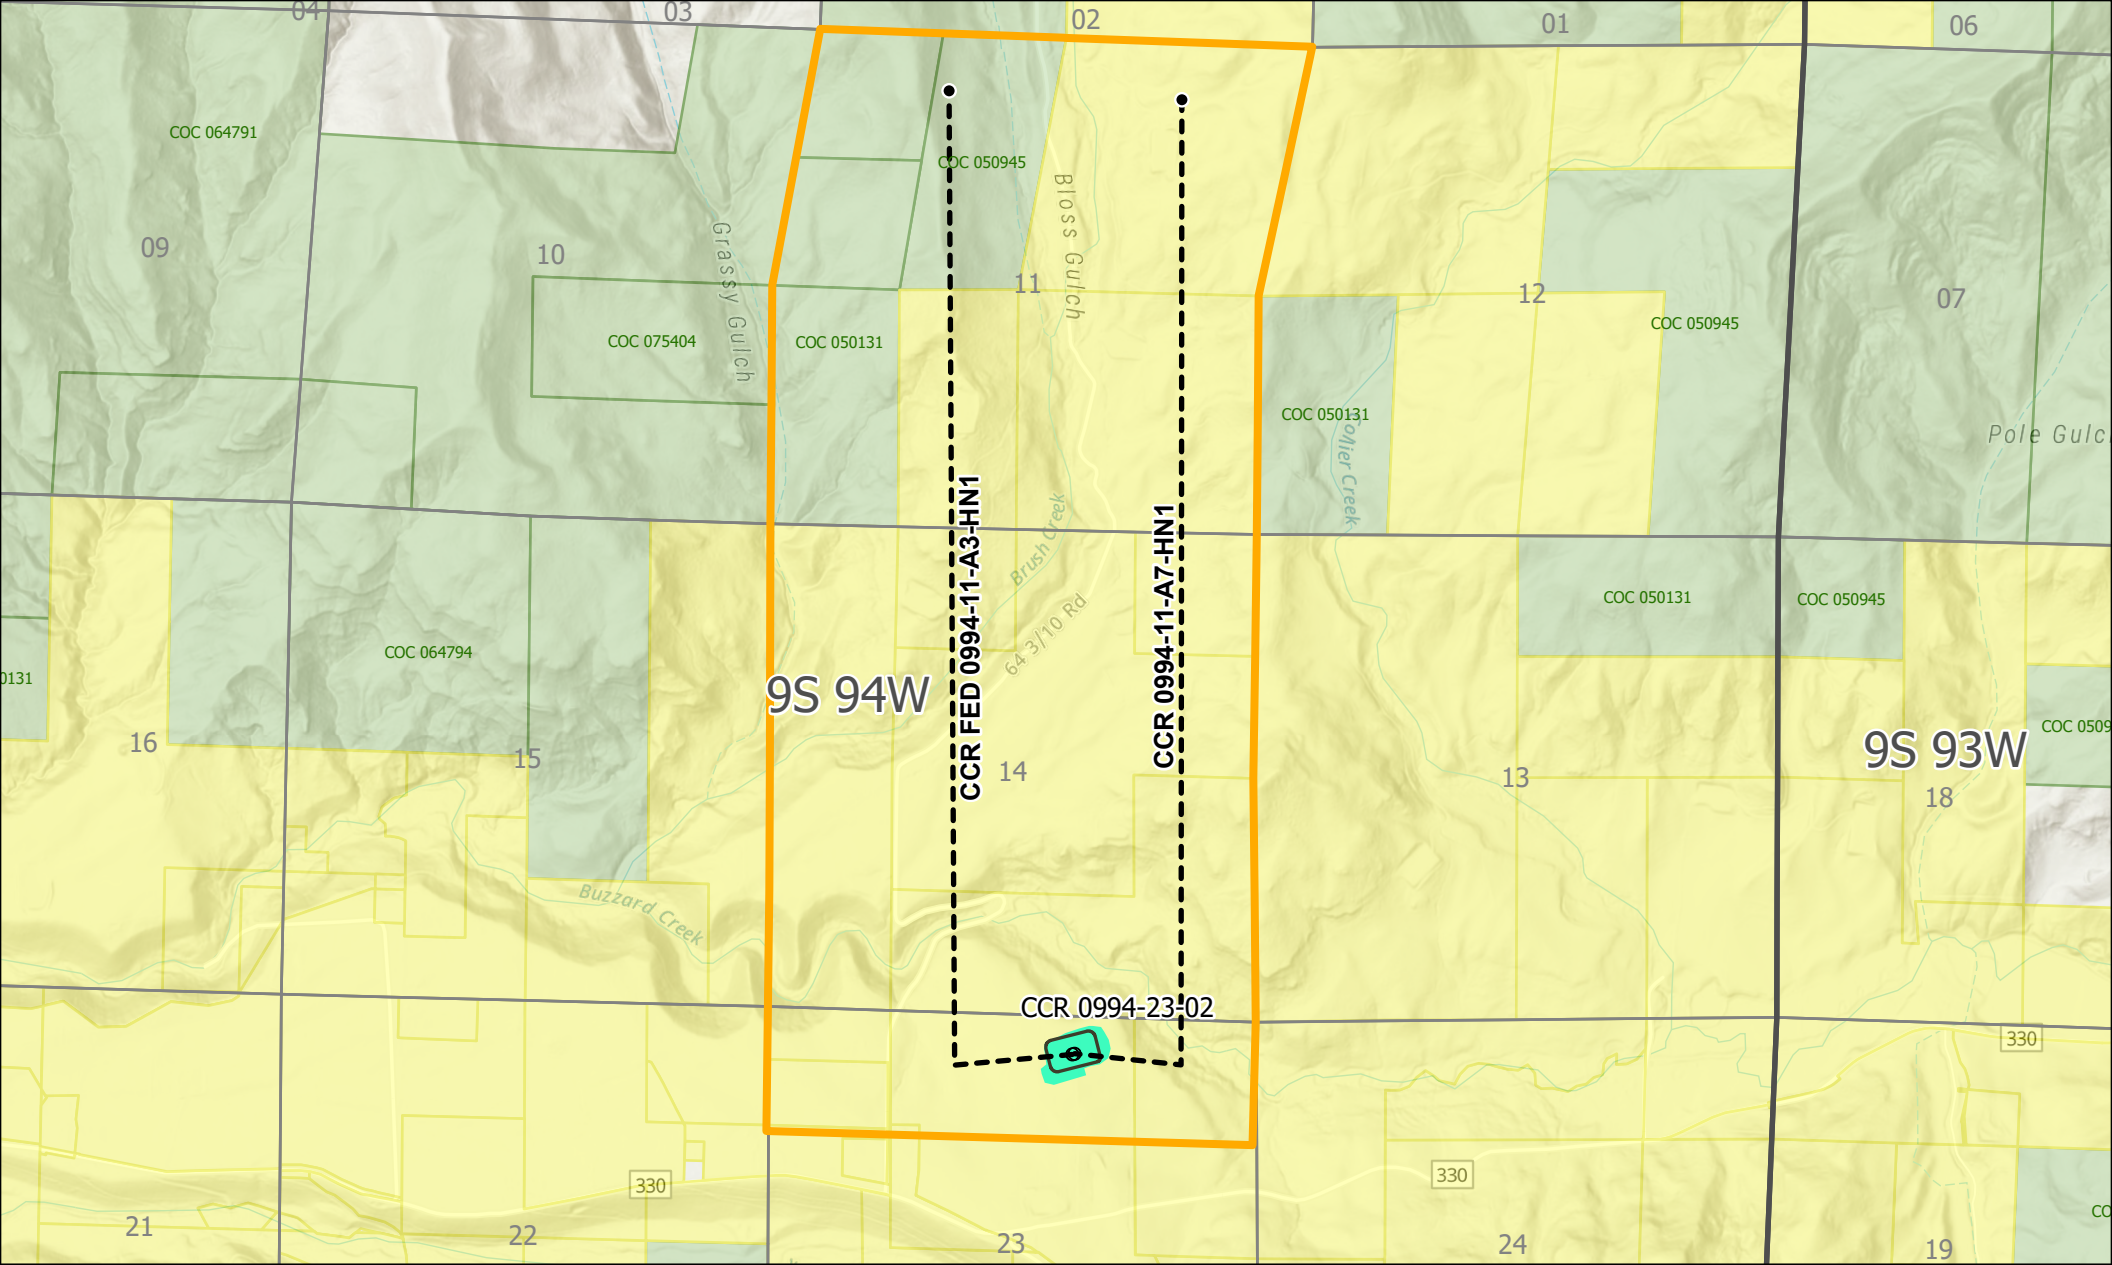 04
03
02
01
06
COC 064791
COC 050945
09
10
Grassy Gulch
Bloss Gulch
11
12
07
COC 075404
COC 050131
COC 050945
COC 050131
Collier Creek
Pole Gulc
CCR FED 0994-11-A3-HN1
CCR 0994-11-A7-HN1
Brush Creek
64 3/10 Rd
COC 050131
COC 050945
COC 064794
0131
9S 94W
9S 93W
COC 0509
16
15
14
13
18
Buzzard Creek
CCR 0994-23-02
330
330
330
21
22
23
24
19
CO